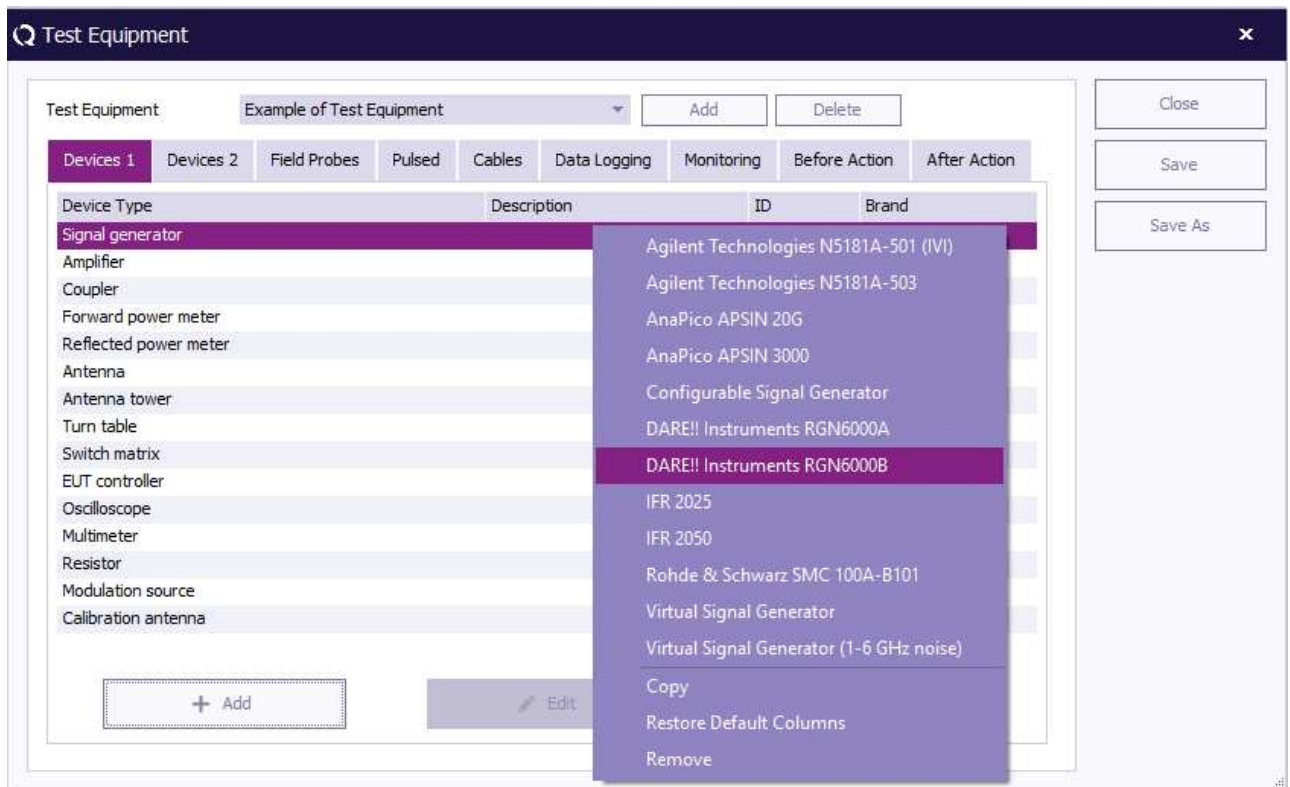 Test Equipment
Close
Test Equipment Example of Test Equipment Add Delete
Devices 1 Devices 2 Field Probes Pulsed Cables Data Logging Monitoring Before Action After Action
Save
Device Type Description ID Brand
Save As
Signal generator
Amplifier
Coupler
Forward power meter
Reflected power meter
Antenna
Antenna tower
Turn table
Switch matrix
EUT controller
Oscilloscope
Multimeter
Resistor
Modulation source
Calibration antenna
Agilent Technologies N5181A-501 (IVI)
Agilent Technologies N5181A-503
AnaPico APSIN 20G
AnaPico APSIN 3000
Configurable Signal Generator
DARE!! Instruments RGN6000A
DARE!! Instruments RGN6000B
IFR 2025
IFR 2050
Rohde & Schwarz SMC 100A-B101
Virtual Signal Generator
Virtual Signal Generator (1-6 GHz noise)
Copy
Restore Default Columns
Remove
+ Add Edit